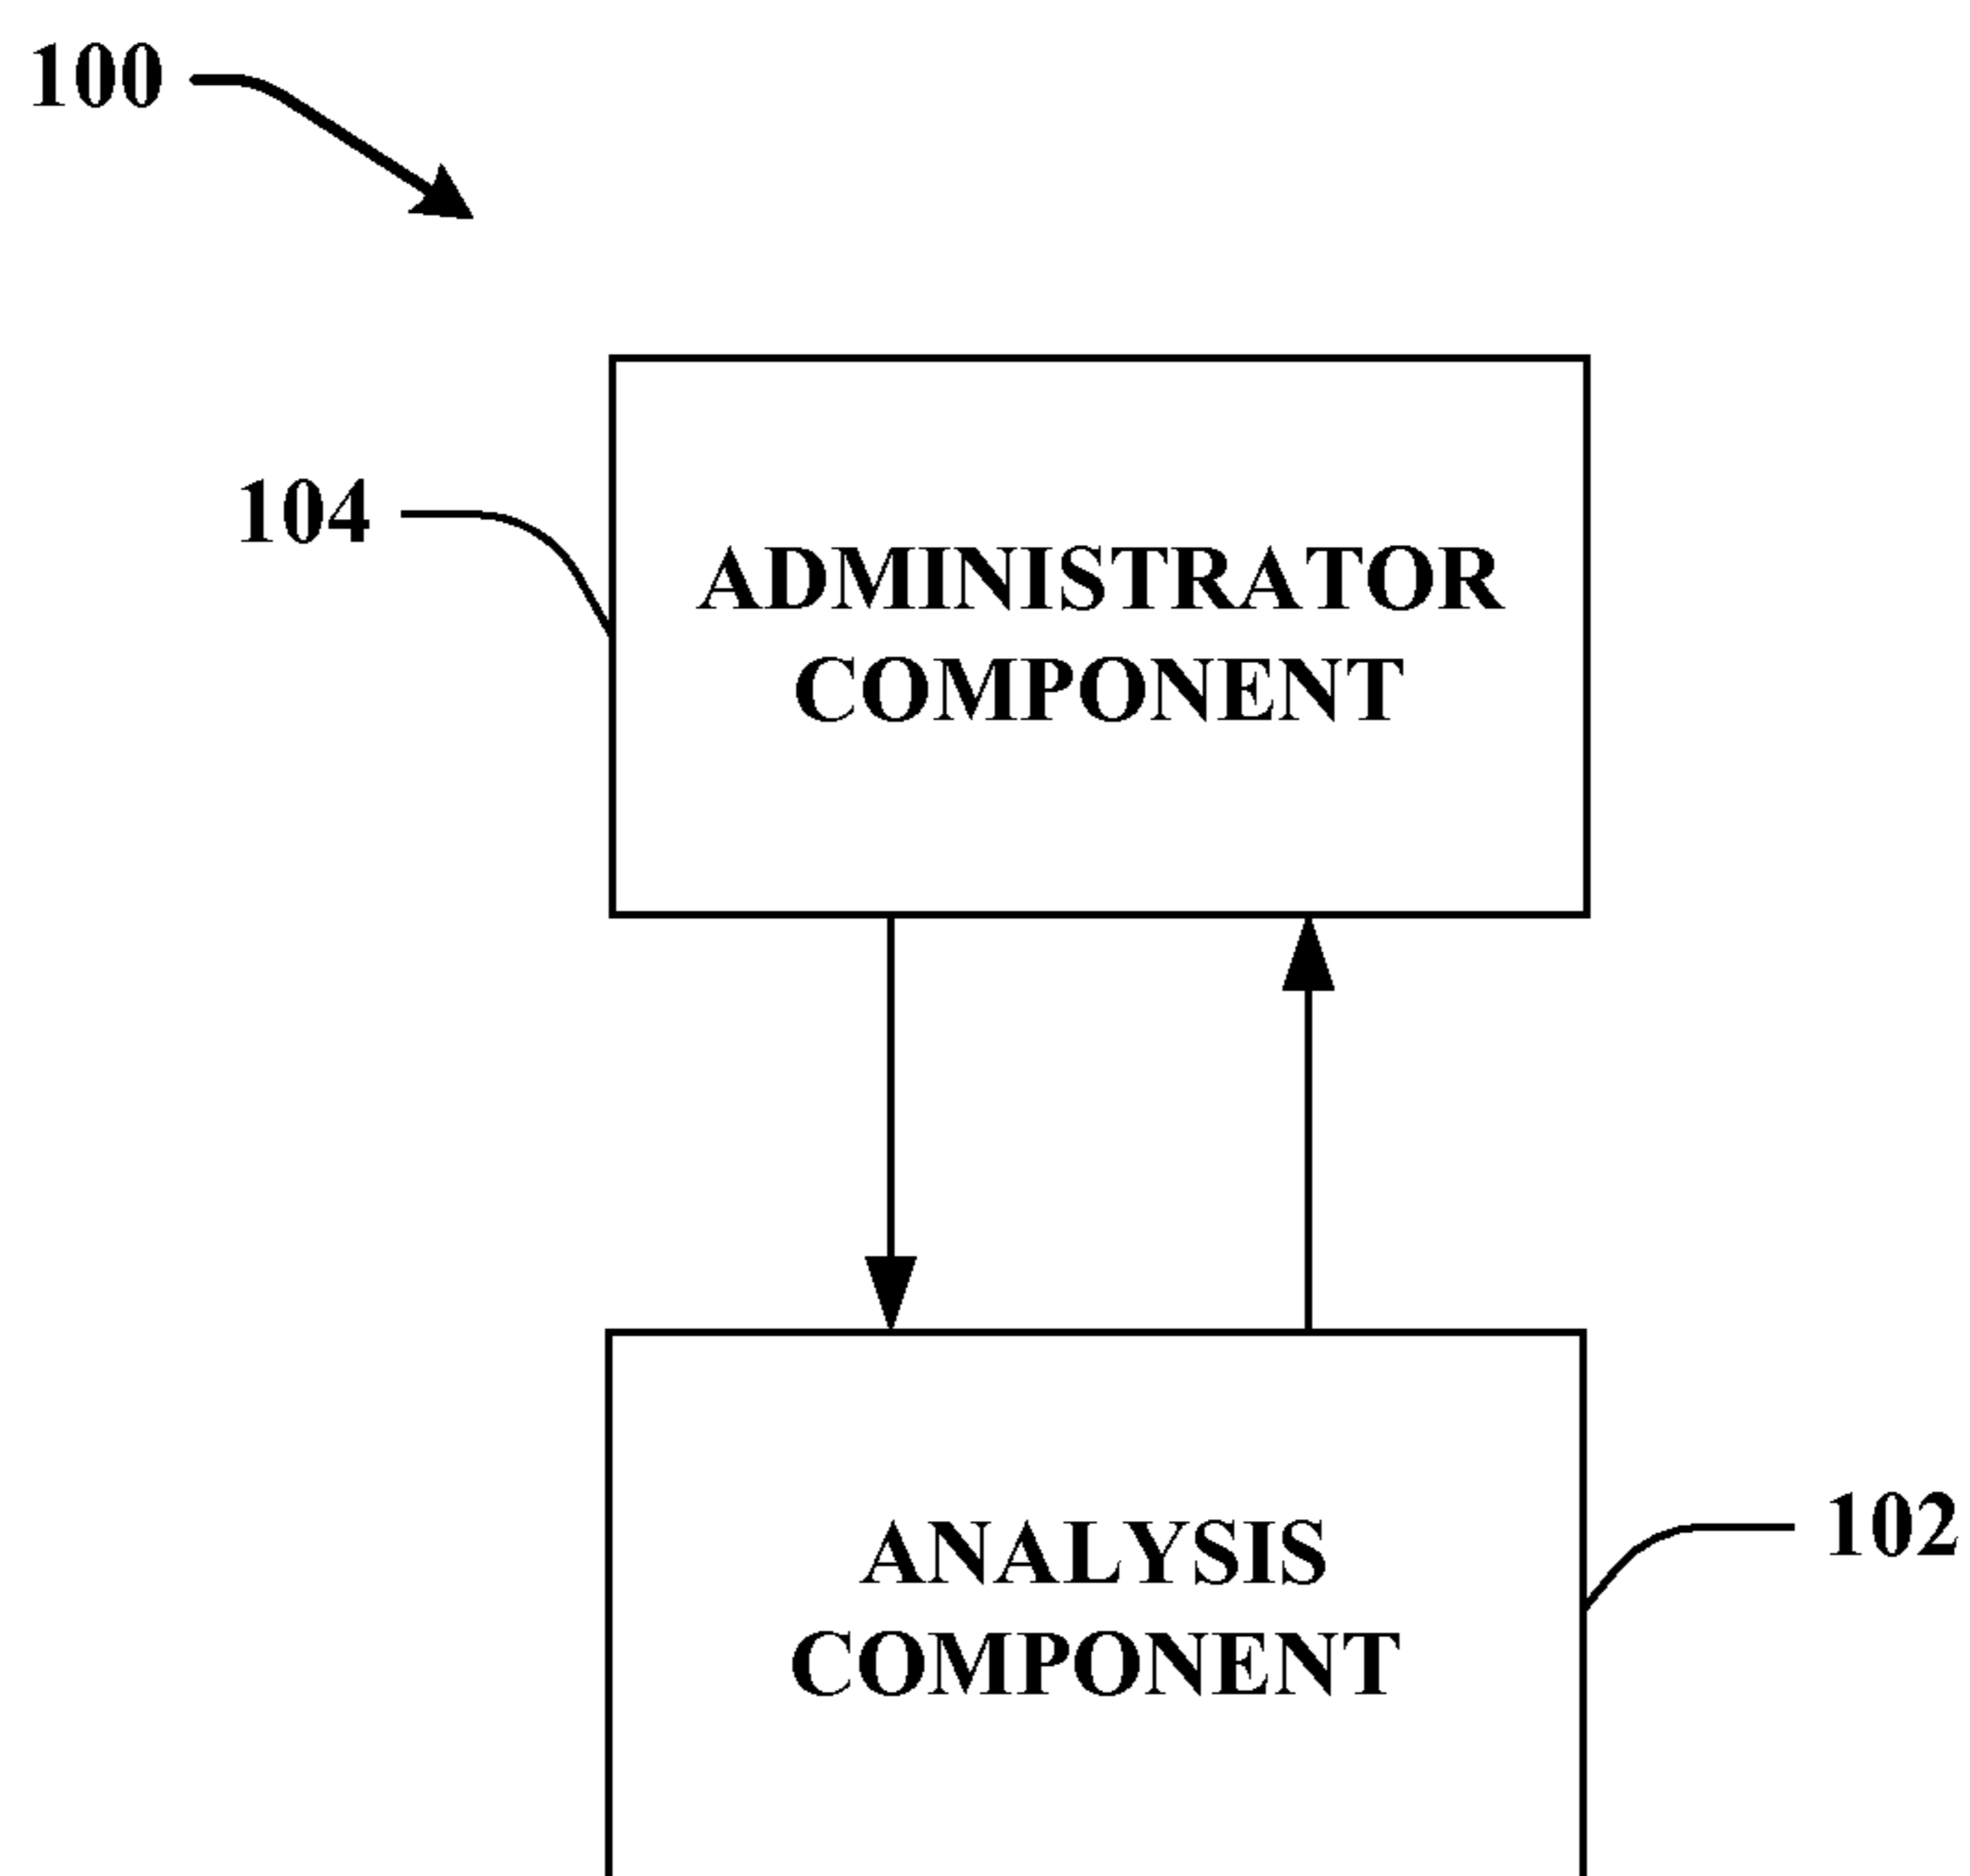 100
104
ADMINISTRATOR
COMPONENT
ANALYSIS
COMPONENT
102